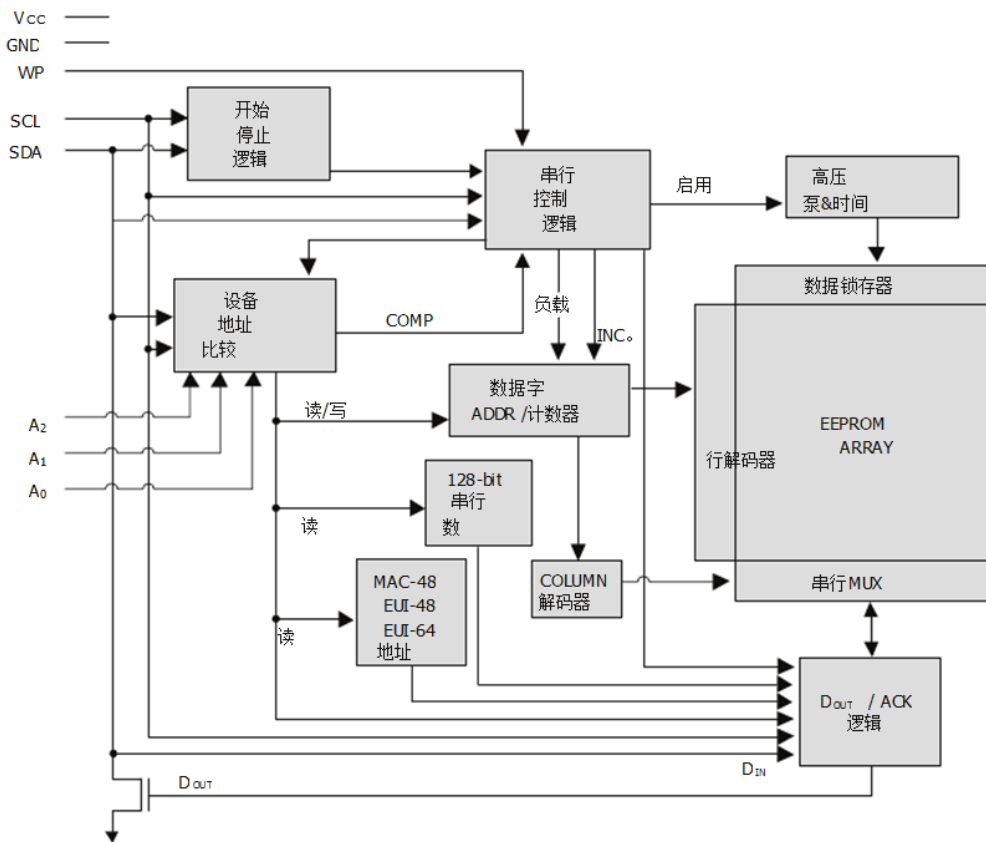 Vcc
GND
WP
SCL
SDA
开始
停止
逻辑
串行
控制
逻辑
启用
高压
泵&时间
数据锁存器
设备
地址
比较
COMP
负载
INC。
数据字
ADDR /计数器
读/写
A2
A1
A0
EEPROM
ARRAY
行解码器
128-bit
串行
数
读
COLUMN
解码器
串行MUX
MAC-48
EUI-48
EUI-64
地址
读
DOUT / ACK
逻辑
DIN
DOUT